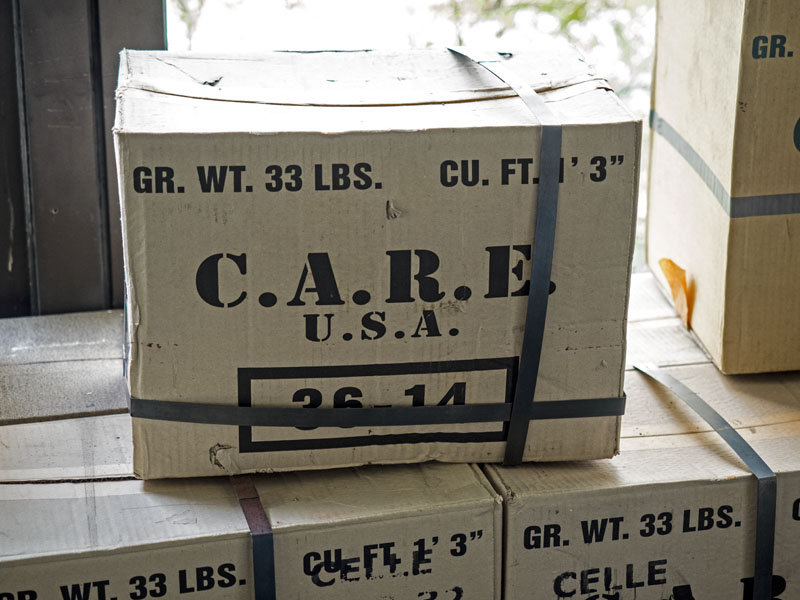 GR. WT. 33 LBS. CU. FT. 1' 3”
C.A.R.E.
U.S.A.
36-14
GR.
GR. WT. 33 LBS. CU. FT. 1' 3”
CELLE
GR. WT. 33 LBS.
CELLE